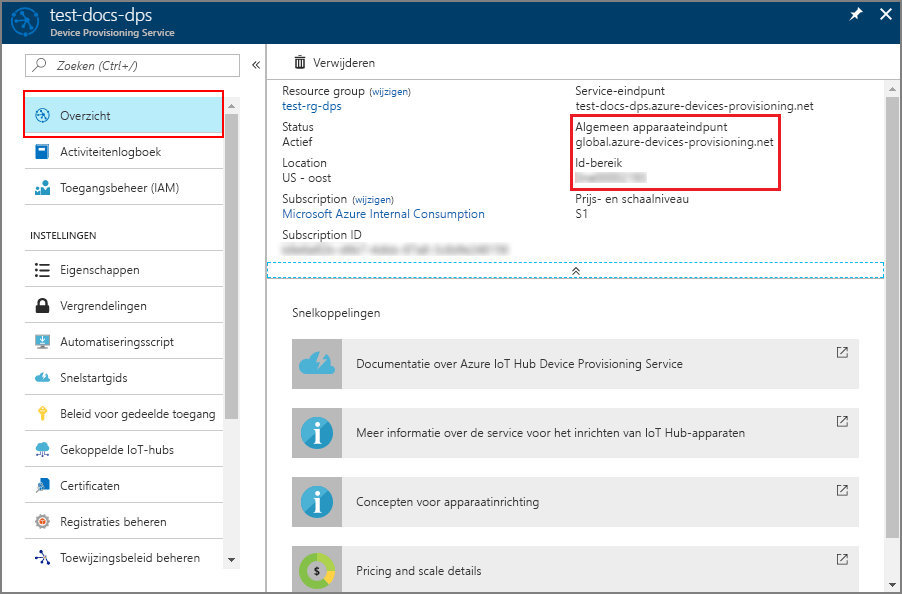 test-docs-dps
Device Provisioning Service
Zoeken (Ctrl+/)
Overzicht
Activiteitenlogboek
Toegangsbeheer (IAM)
INSTELLINGEN
Eigenschappen
Vergrendelingen
Automatiseringsscript
Snelstartgids
Beleid voor gedeelde toegang
Gekoppelde IoT-hubs
Certificaten
Registraties beheren
Toewijzingsbeleid beheren
Verwijderen
Resource group (wijzigen)
test-rg-dps
Status
Actief
Location
US - oost
Subscription (wijzigen)
Microsoft Azure Internal Consumption
Subscription ID
Service-eindpunt
test-docs-dps.azure-devices-provisioning.net
Algemeen apparaateindpunt
global.azure-devices-provisioning.net
Id-bereik
Prijs- en schaalniveau
S1
Snelkoppelingen
Documentatie over Azure IoT Hub Device Provisioning Service
Meer informatie over de service voor het inrichten van IoT Hub-apparaten
Concepten voor apparaatinrichting
Pricing and scale details